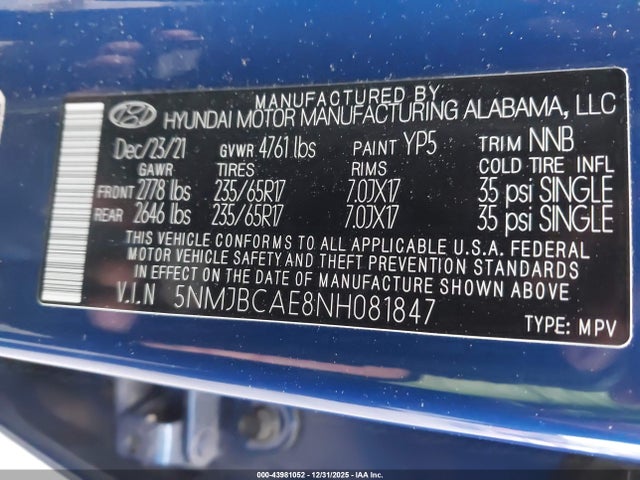 MANUFACTURED BY
HYUNDAI MOTOR MANUFACTURING ALABAMA, LLC
Dec/23/21 GVWR 4761 lbs PAINT YP5 TRIM NNB
GAWR TIRES RIMS COLD TIRE INFL
FRONT 2778 lbs 235/65R17 7.0JX17 35 psi SINGLE
REAR 2646 lbs 235/65R17 7.0JX17 35 psi SINGLE
THIS VEHICLE CONFORMS TO ALL APPLICABLE U.S.A. FEDERAL
MOTOR VEHICLE SAFETY AND THEFT PREVENTION STANDARDS
IN EFFECT ON THE DATE OF MANUFACTURE SHOWN ABOVE.
V.I.N 5NMJBCAE8NH081847
TYPE: MPV
000-43981052 - 12/31/2025 - IAA Inc.